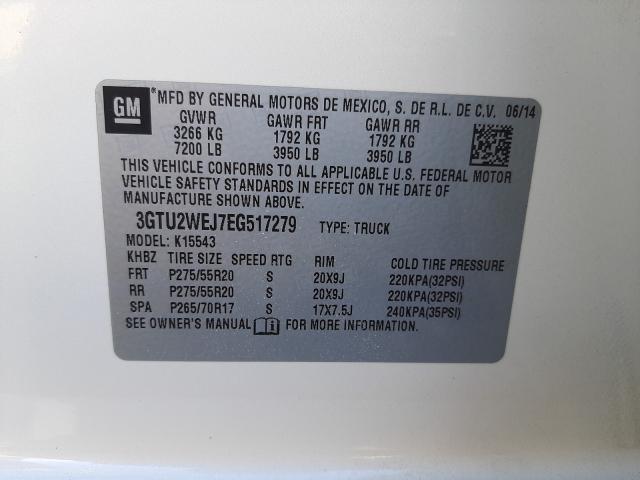 GM
*MFD BY GENERAL MOTORS DE MEXICO, S. DE R.L. DE C.V. 06/14
GVWR GAWR FRT GAWR RR
3266 KG 1792 KG 1792 KG
7200 LB 3950 LB 3950 LB
THIS VEHICLE CONFORMS TO ALL APPLICABLE U.S. FEDERAL MOTOR
VEHICLE SAFETY STANDARDS IN EFFECT ON THE DATE OF
MANUFACTURE SHOWN ABOVE.
3GTU2WEJ7EG517279 TYPE: TRUCK
MODEL: K15543
KHBZ TIRE SIZE SPEED RTG RIM COLD TIRE PRESSURE
FRT P275/55R20 S 20X9J 220KPA(32PSI)
RR P275/55R20 S 20X9J 220KPA(32PSI)
SPA P265/70R17 S 17X7.5J 240KPA(35PSI)
SEE OWNER'S MANUAL FOR MORE INFORMATION.